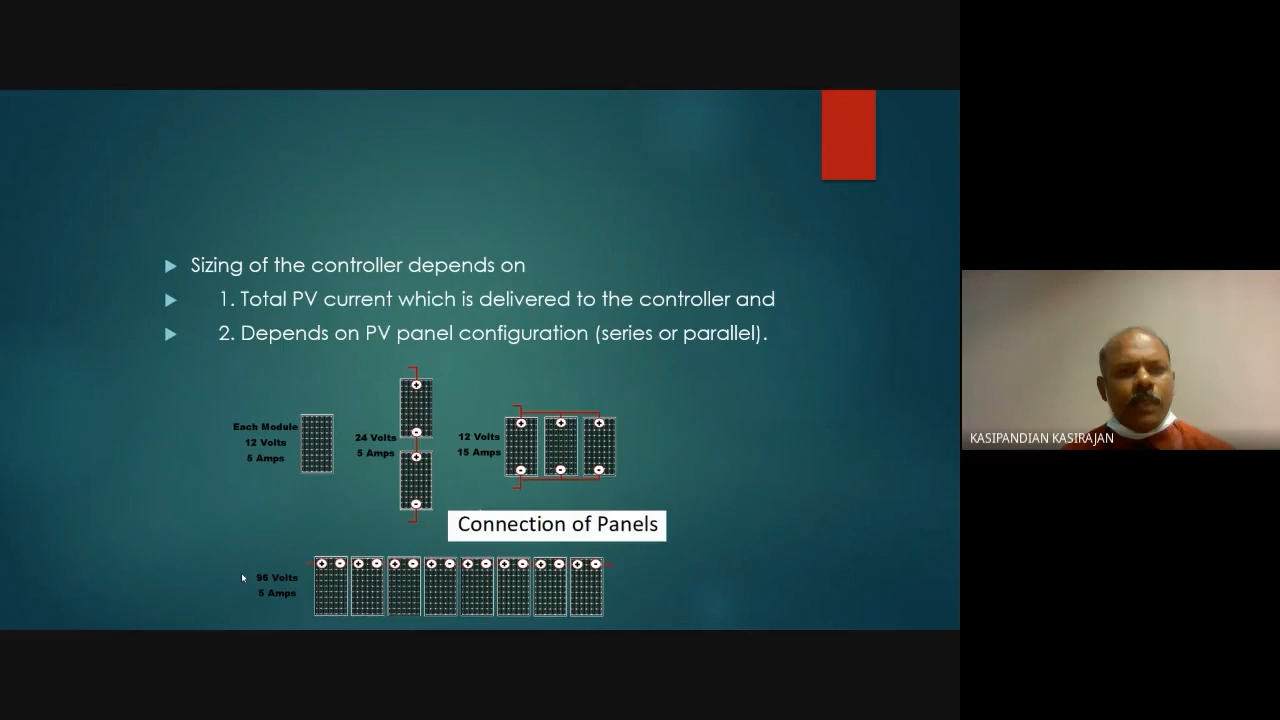 Sizing of the controller depends on
1. Total PV current which is delivered to the controller and
2. Depends on PV panel configuration (series or parallel).
Each Module
12 Volts
5 Amps
24 Volts
5 Amps
12 Volts
15 Amps
Connection of Panels
96 Volts
5 Amps
KASIPANDIAN KASIRAJAN